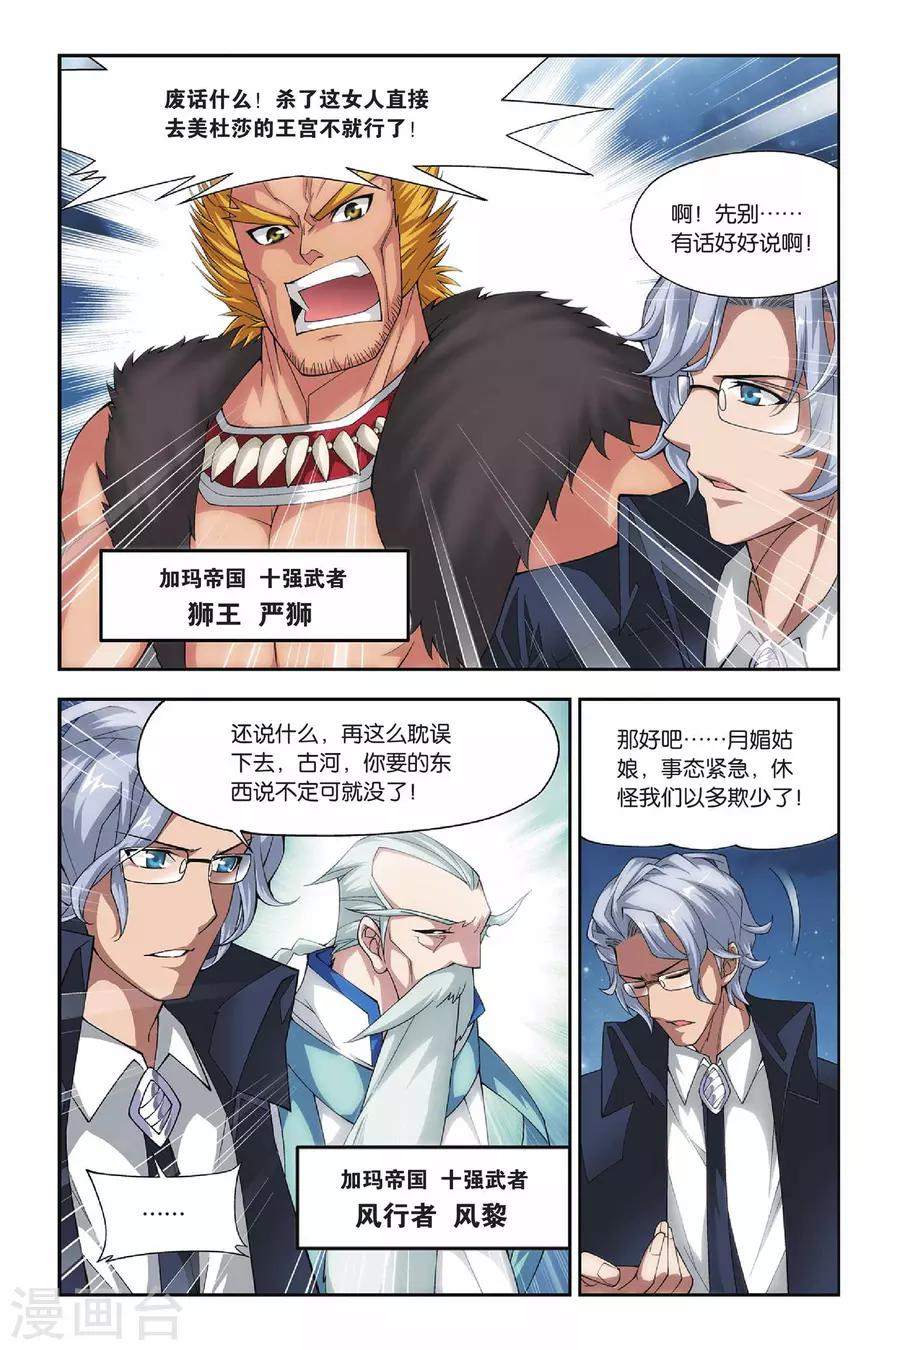 废话什么！杀了这女人直接
去美杜莎的王宫不就行了！
啊！先别……
有话好好说啊！
加玛帝国 十强武者
狮王 严狮
还说什么，再这么耽误
下去，古河，你要的东
西说不定可就没了！
……
加玛帝国 十强武者
风行者 风黎
那好吧……月媚姑
娘，事态紧急，休
怪我们以多欺少了！
漫画台